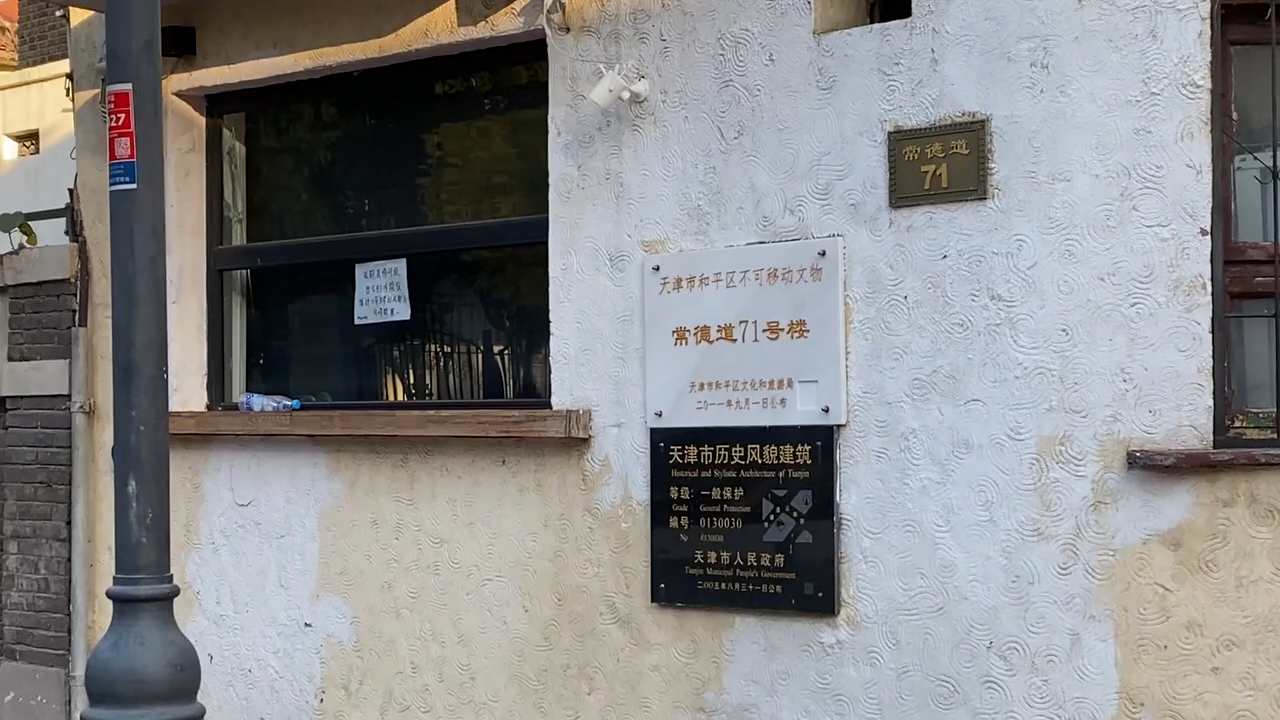 27
常德道
71
天津市和平区不可移动文物
常德道71号楼
天津市和平区文化和旅游局
二〇一一年九月一日公布
天津市历史风貌建筑
Historical and Stylistic Architecture of Tianjin
等级: 一般保护
Grade: General Protection
编号: 0130030
No 0130030
天津市人民政府
Tianjin Municipal People's Government
二〇〇五年八月三十一日公布